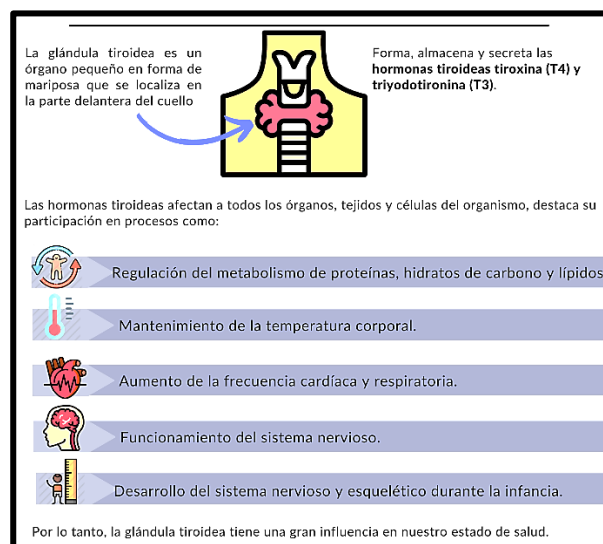 La glándula tiroidea es un
órgano pequeño en forma de
mariposa que se localiza en
la parte delantera del cuello
Forma, almacena y secreta las
hormonas tiroideas tiroxina (T4) y
triyodotironina (T3).
Las hormonas tiroideas afectan a todos los órganos, tejidos y células del organismo, destaca su
participación en procesos como:
Regulación del metabolismo de proteínas, hidratos de carbono y lípidos
Mantenimiento de la temperatura corporal.
Aumento de la frecuencia cardíaca y respiratoria.
Funcionamiento del sistema nervioso.
Desarrollo del sistema nervioso y esquelético durante la infancia.
Por lo tanto, la glándula tiroidea tiene una gran influencia en nuestro estado de salud.